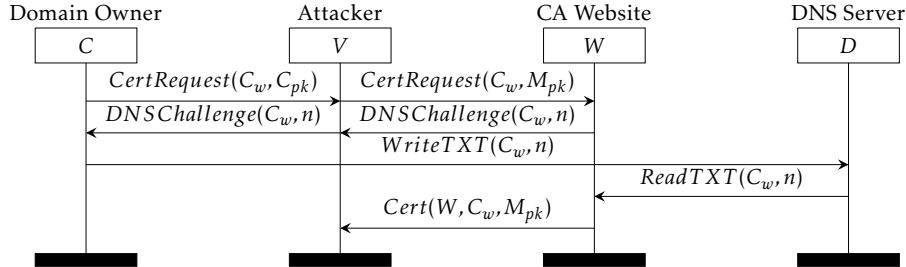 Domain Owner Attacker CA Website DNS Server
C V W D
CertRequest(C_w, C_pk) CertRequest(C_w, M_pk)
DNSChallenge(C_w, n) DNSChallenge(C_w, n)
WriteTXT(C_w, n)
ReadTXT(C_w, n)
Cert(W, C_w, M_pk)